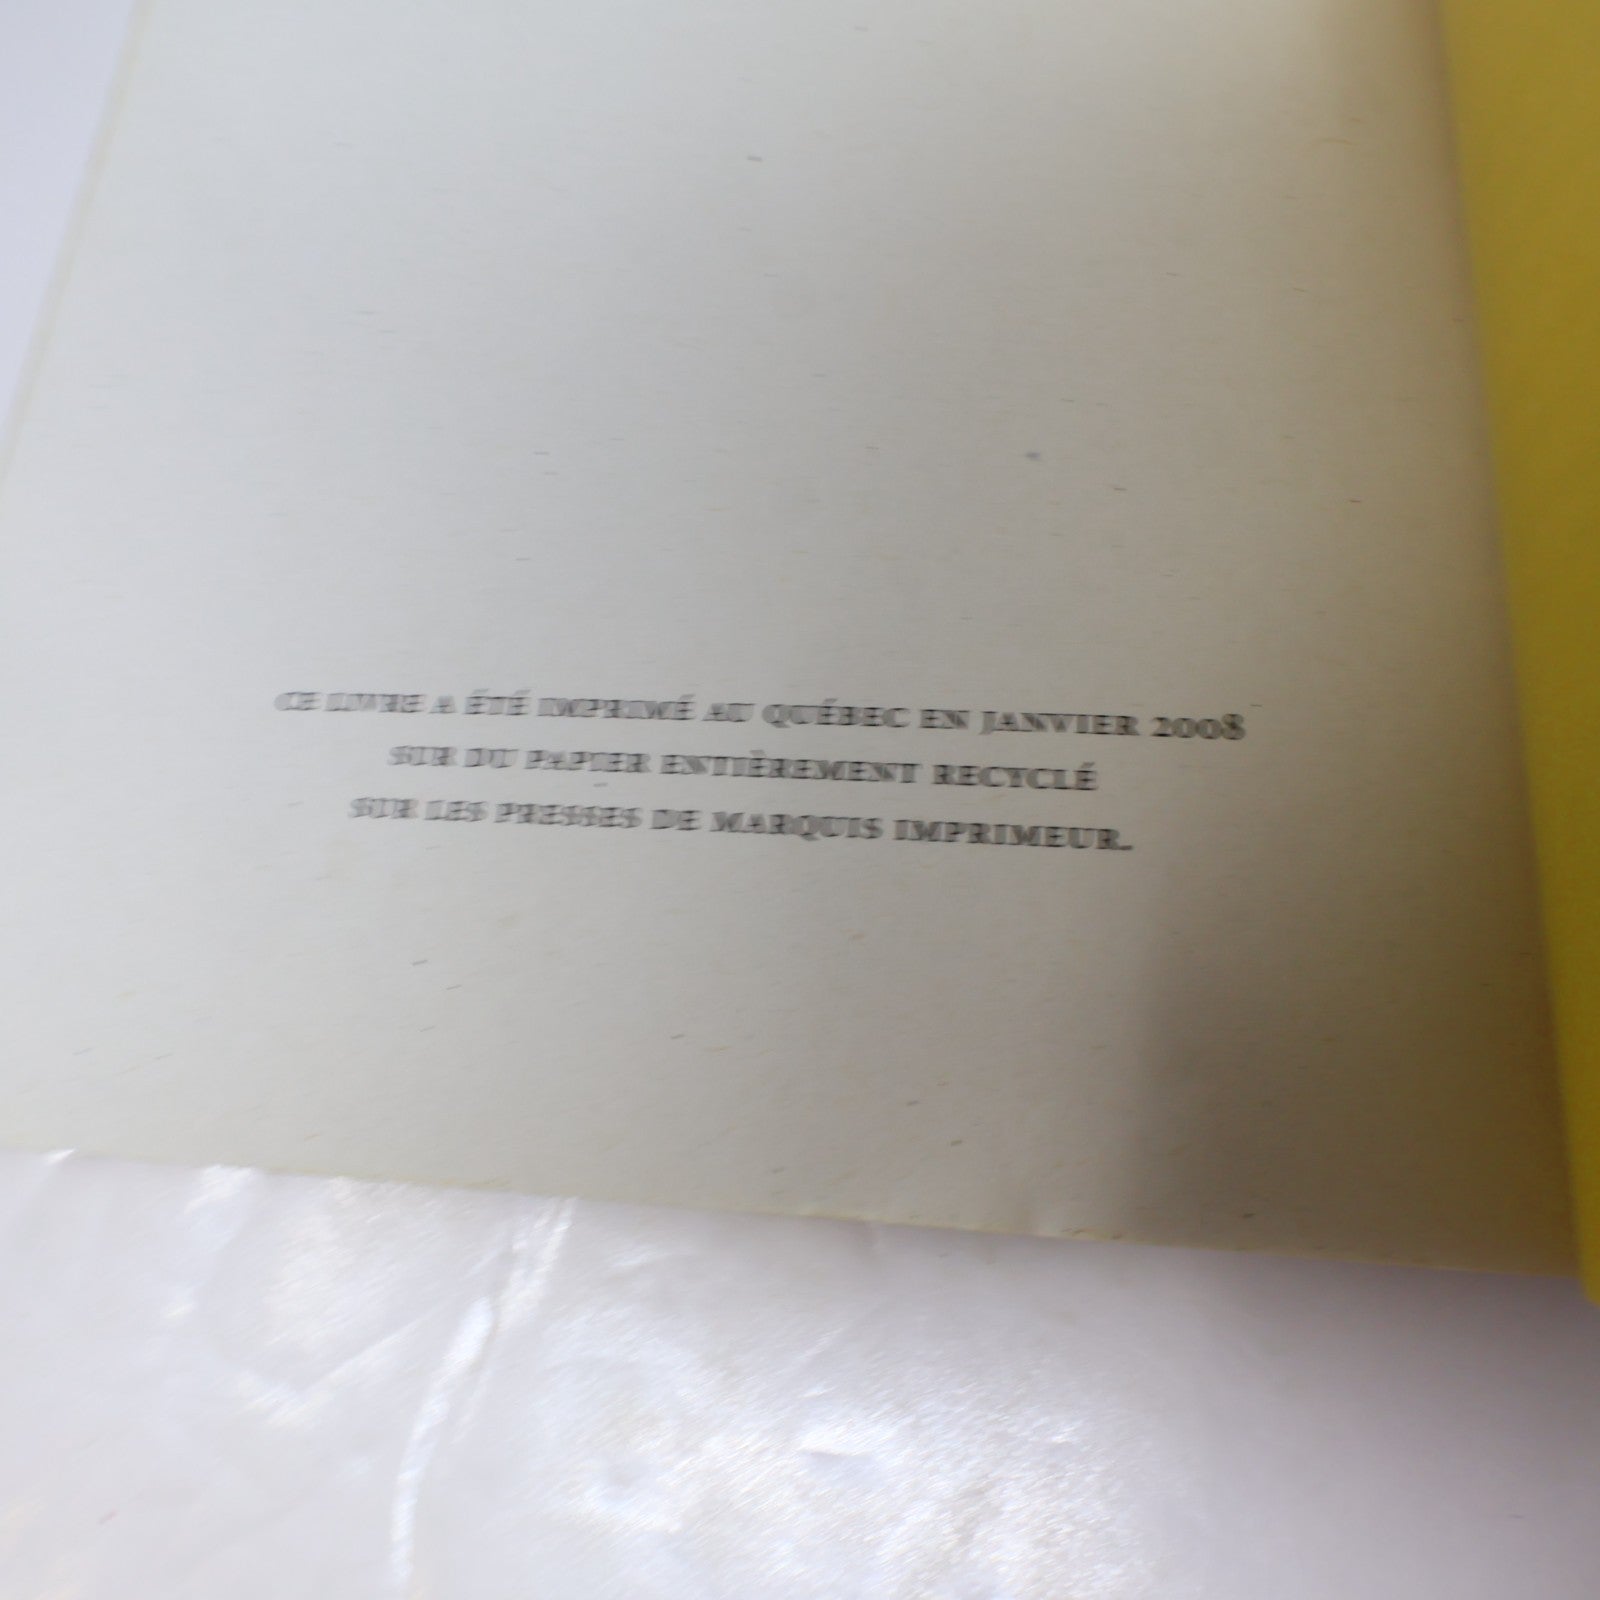 CE LIVRE A ÉTÉ IMPRIMÉ AU QUÉBEC EN JANVIER 2008
SUR DU PAPIER ENTIÈREMENT RECYCLÉ
SUR LES PRESSES DE MARQUIS IMPRIMEUR.